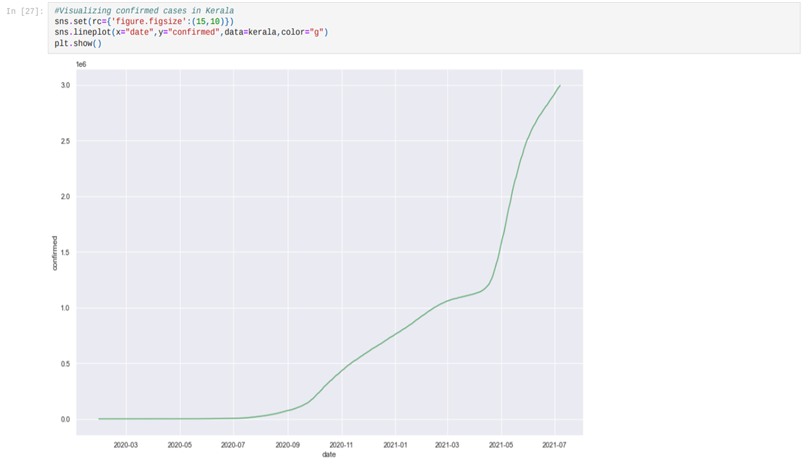 In [27]:
#Visualizing confirmed cases in Kerala
sns.set(rc={'figure.figsize':(15,10)})
sns.lineplot(x="date",y="confirmed",data=kerala,color="g")
plt.show()
1e6
3.0
2.5
2.0
1.5
1.0
0.5
0.0
confirmed
2020-03 2020-05 2020-07 2020-09 2020-11 2021-01 2021-03 2021-05 2021-07
date